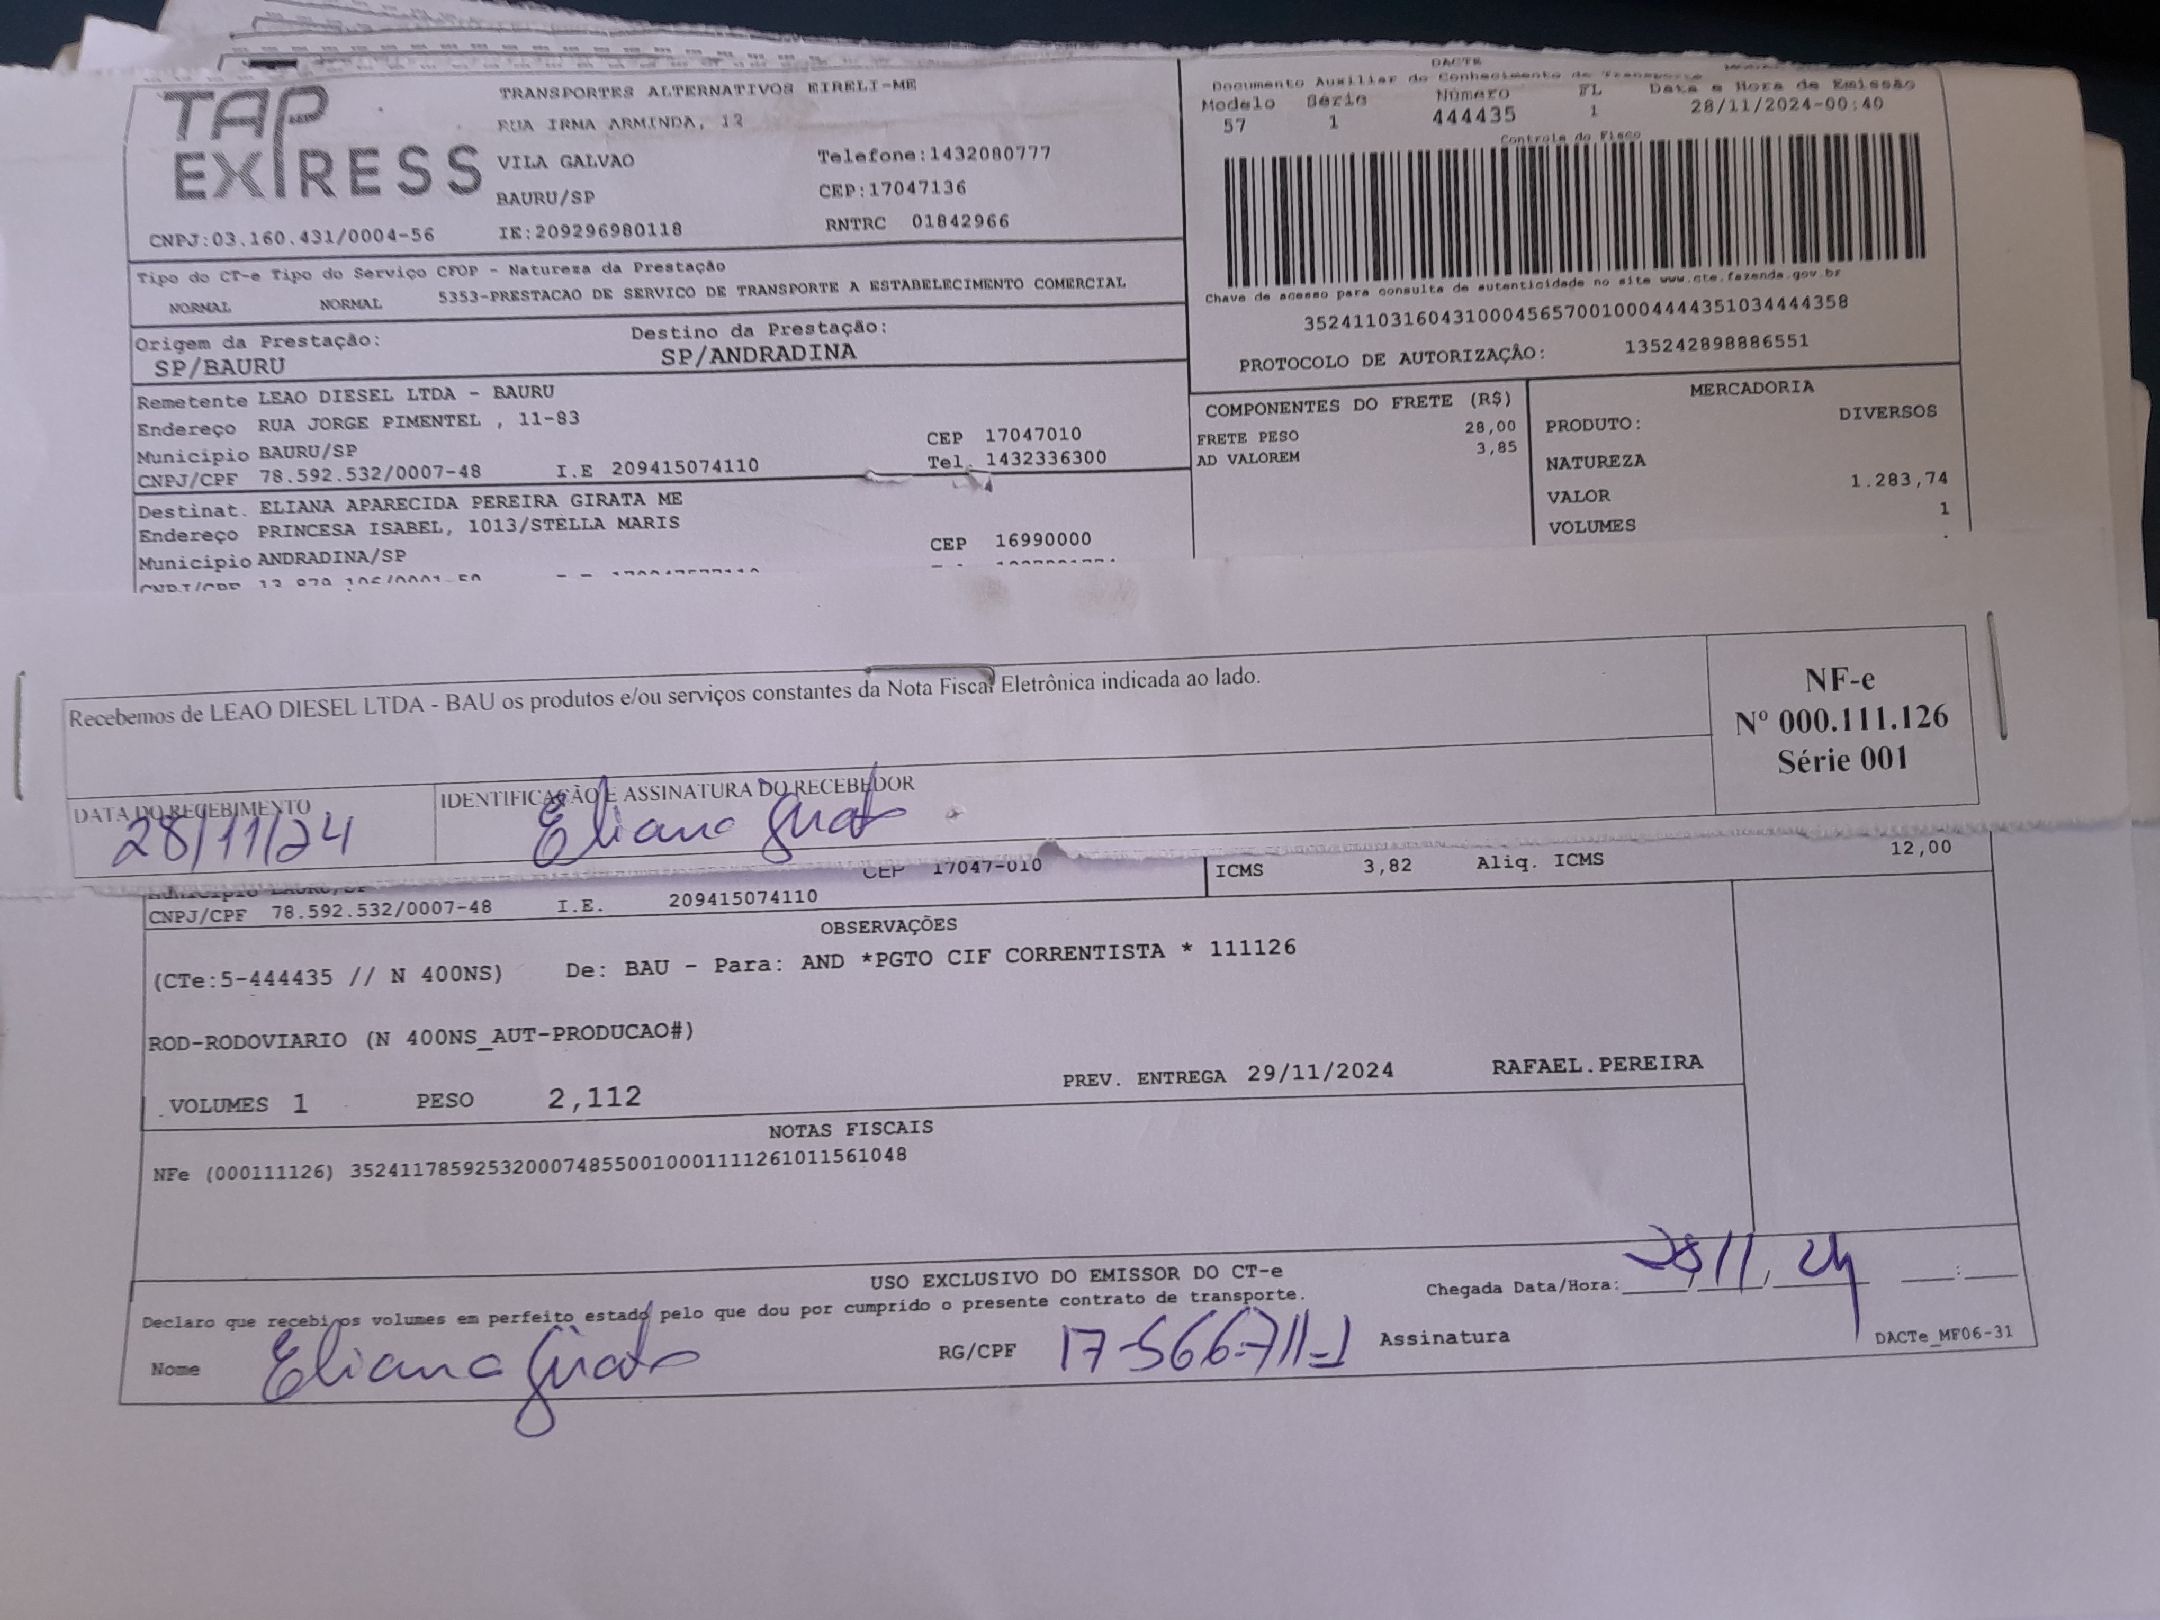 TAP
EXPRESS
TRANSPORTES ALTERNATIVOS EIRELI-ME
RUA IRMA ARMINDA, 12
VILA GALVAO Telefone:1432080777
BAURU/SP CEP:17047136
CNPJ:03.160.431/0004-56 IE:209296980118 RNTRC 01842966
DACTE
Documento Auxiliar do Conhecimento de Transporte
Modelo Série Número FL Data e Hora de Emissão
57 1 444435 1 28/11/2024-00:40
Controle do Fisco
Chave de acesso para consulta de autenticidade no site www.cte.fazenda.gov.br
35241103160431000456570010004444351034444358
PROTOCOLO DE AUTORIZAÇÃO: 135242898886551
Tipo do CT-e Tipo do Serviço CFOP - Natureza da Prestação
NORMAL NORMAL 5353-PRESTACAO DE SERVICO DE TRANSPORTE A ESTABELECIMENTO COMERCIAL
Origem da Prestação: Destino da Prestação:
SP/BAURU SP/ANDRADINA
Remetente LEAO DIESEL LTDA - BAURU
Endereço RUA JORGE PIMENTEL , 11-83
Municipio BAURU/SP CEP 17047010
CNPJ/CPF 78.592.532/0007-48 I.E 209415074110 Tel. 1432336300
Destinat. ELIANA APARECIDA PEREIRA GIRATA ME
Endereço PRINCESA ISABEL, 1013/STELLA MARIS
Municipio ANDRADINA/SP CEP 16990000
CNPJ/CPF
COMPONENTES DO FRETE (R$)
FRETE PESO 28,00
AD VALOREM 3,85
MERCADORIA
PRODUTO: DIVERSOS
NATUREZA
VALOR 1.283,74
VOLUMES 1
Recebemos de LEAO DIESEL LTDA - BAU os produtos e/ou serviços constantes da Nota Fiscal Eletrônica indicada ao lado.
NF-e
Nº 000.111.126
Série 001
DATA DO RECEBIMENTO IDENTIFICAÇÃO E ASSINATURA DO RECEBEDOR
28/11/24 Eliana Girata
CEP 17047-010
ICMS 3,82 Aliq. ICMS 12,00
CNPJ/CPF 78.592.532/0007-48 I.E. 209415074110
OBSERVAÇÕES
(CTe:5-444435 // N 400NS) De: BAU - Para: AND *PGTO CIF CORRENTISTA * 111126
ROD-RODOVIARIO (N 400NS_AUT-PRODUCAO#)
VOLUMES 1 PESO 2,112 PREV. ENTREGA 29/11/2024 RAFAEL.PEREIRA
NOTAS FISCAIS
NFe (000111126) 35241178592532000748550010001111261011561048
USO EXCLUSIVO DO EMISSOR DO CT-e
Declaro que recebi os volumes em perfeito estado pelo que dou por cumprido o presente contrato de transporte.
Chegada Data/Hora: 28/11/24
Nome Eliana Girata RG/CPF 17-566-711-1 Assinatura
DACTe_MF06-31